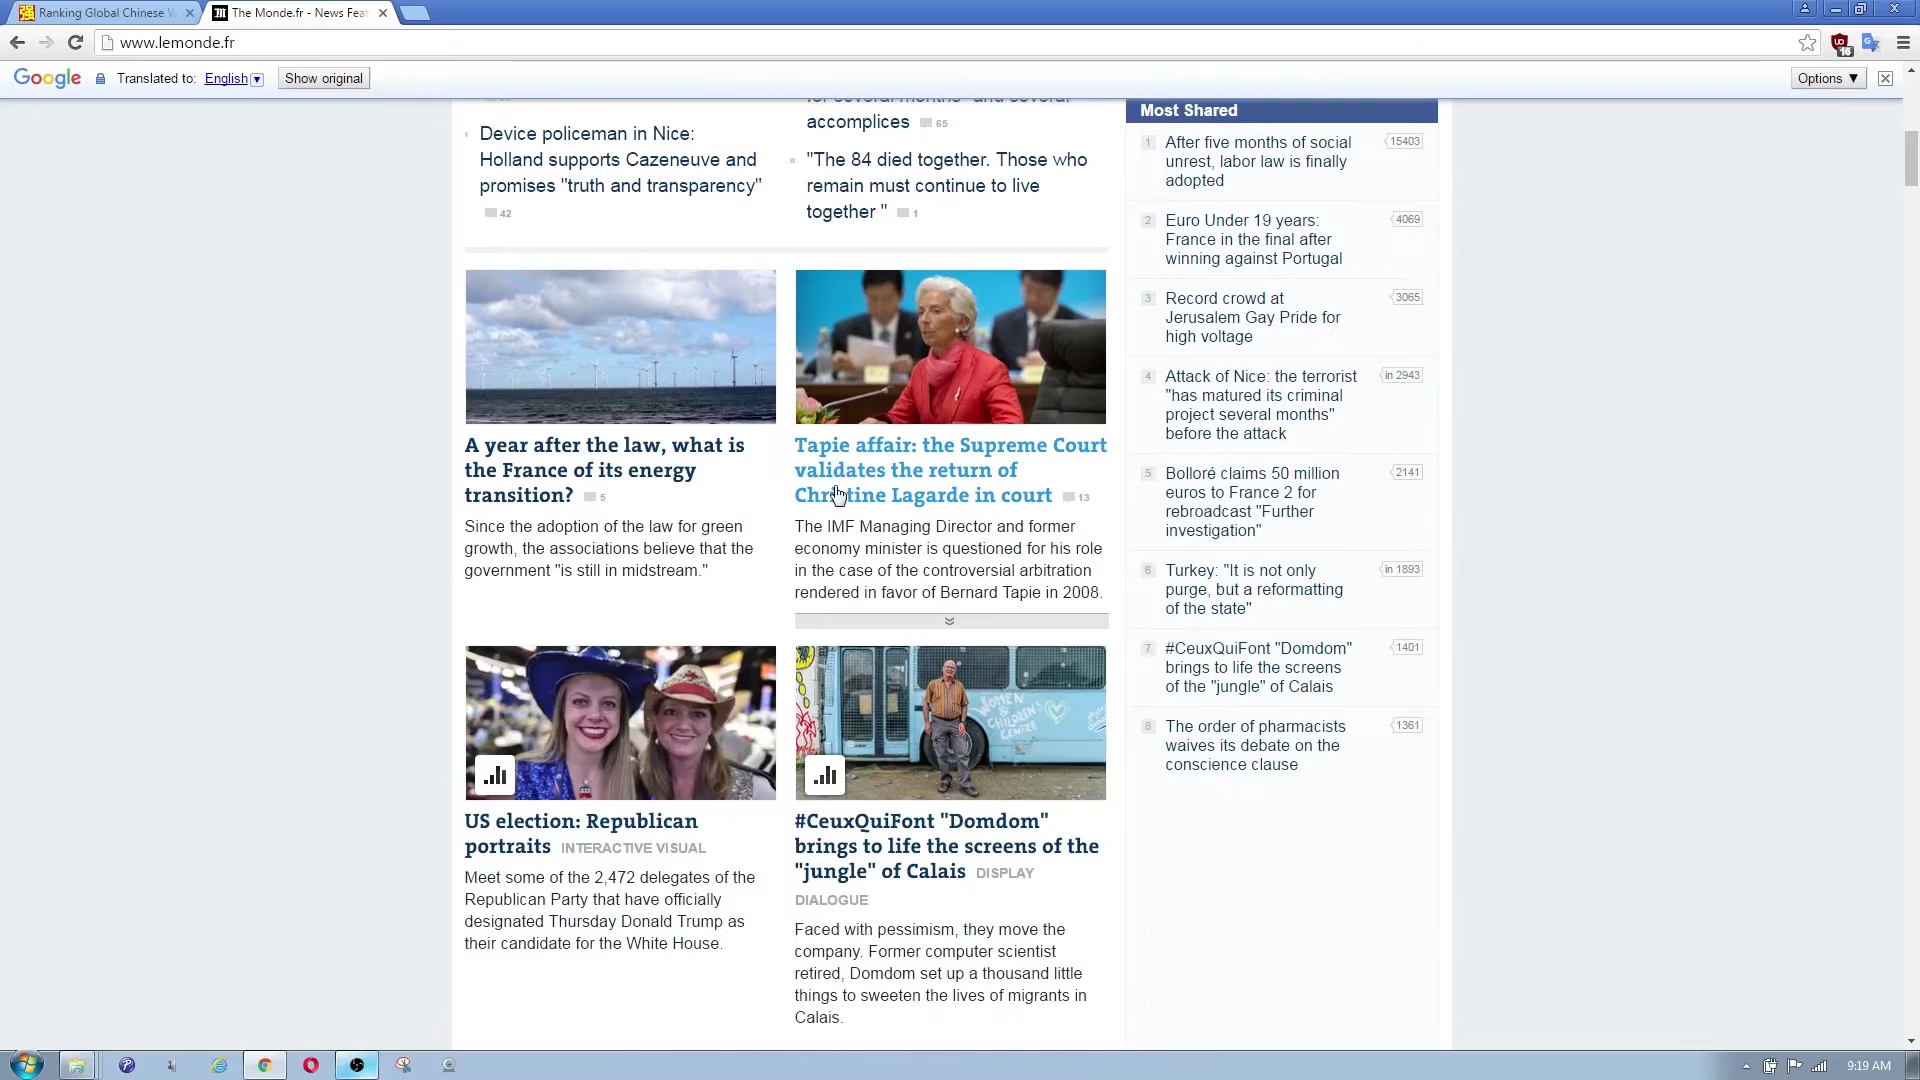 Ranking Global Chinese W
The Monde.fr - News Feat
www.lemonde.fr
16
Google Translated to: English Show original Options ▼
accomplices 65
Device policeman in Nice:
Holland supports Cazeneuve and
promises "truth and transparency"
42
"The 84 died together. Those who
remain must continue to live
together " 1
A year after the law, what is
the France of its energy
transition? 5
Since the adoption of the law for green
growth, the associations believe that the
government "is still in midstream."
Tapie affair: the Supreme Court
validates the return of
Christine Lagarde in court 13
The IMF Managing Director and former
economy minister is questioned for his role
in the case of the controversial arbitration
rendered in favor of Bernard Tapie in 2008.
WOMEN &
CHILDREN'S
CENTRE
US election: Republican
portraits INTERACTIVE VISUAL
Meet some of the 2,472 delegates of the
Republican Party that have officially
designated Thursday Donald Trump as
their candidate for the White House.
#CeuxQuiFont "Domdom"
brings to life the screens of the
"jungle" of Calais DISPLAY
DIALOGUE
Faced with pessimism, they move the
company. Former computer scientist
retired, Domdom set up a thousand little
things to sweeten the lives of migrants in
Calais.
Most Shared
1 After five months of social 15403
unrest, labor law is finally
adopted
2 Euro Under 19 years: 4069
France in the final after
winning against Portugal
3 Record crowd at 3065
Jerusalem Gay Pride for
high voltage
4 Attack of Nice: the terrorist in 2943
"has matured its criminal
project several months"
before the attack
5 Bolloré claims 50 million 2141
euros to France 2 for
rebroadcast "Further
investigation"
6 Turkey: "It is not only in 1893
purge, but a reformatting
of the state"
7 #CeuxQuiFont "Domdom" 1401
brings to life the screens
of the "jungle" of Calais
8 The order of pharmacists 1361
waives its debate on the
conscience clause
9:19 AM